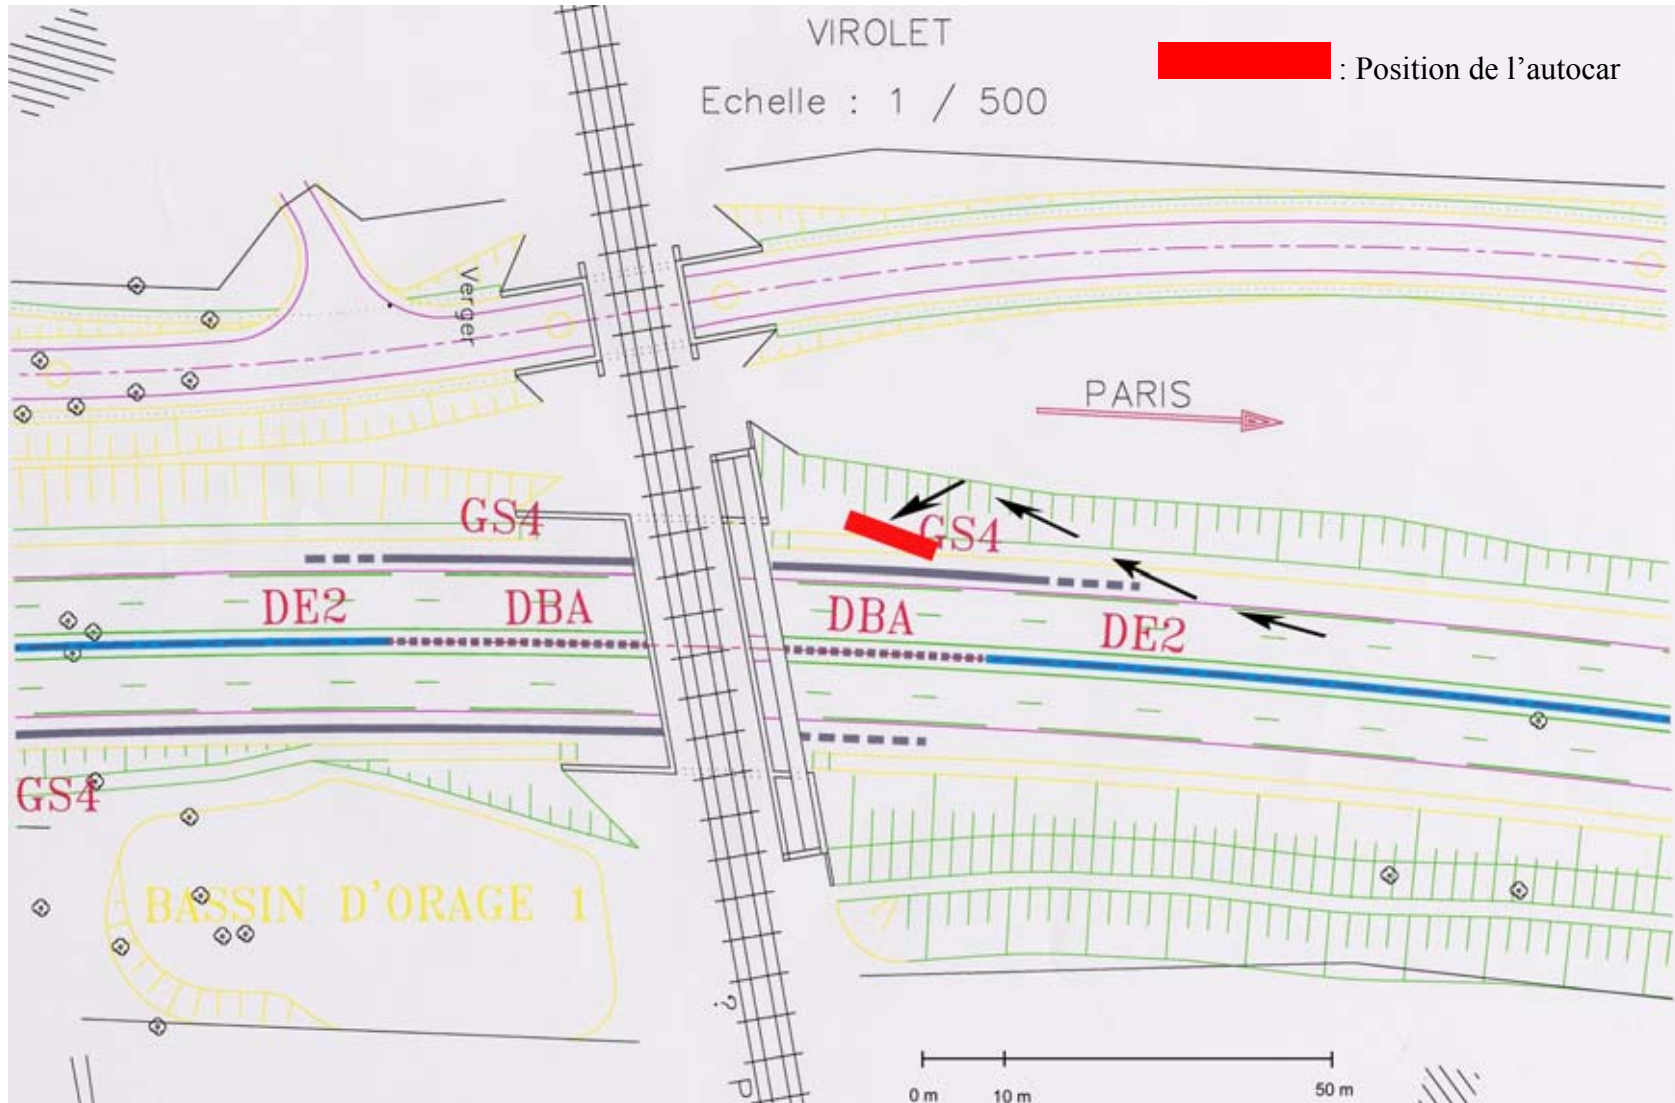 VIROLET
: Position de l’autocar
Echelle : 1 / 500
Verger
PARIS
GS4
GS4
DE2
DBA
DBA
DE2
GS4
BASSIN D'ORAGE 1
?
P
0 m
10 m
50 m